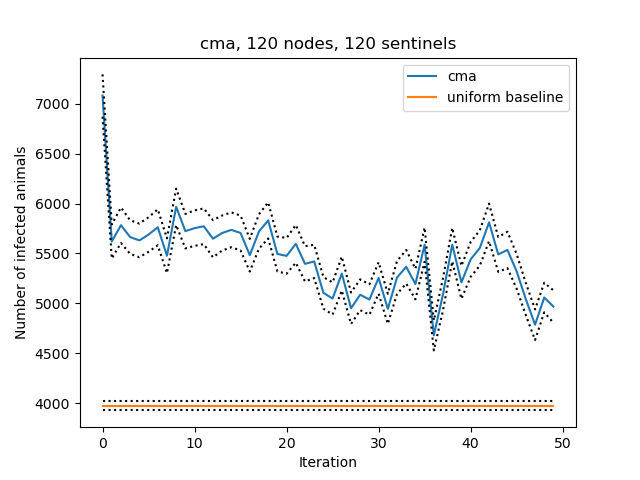 cma, 120 nodes, 120 sentinels
cma
uniform baseline
7000
6500
6000
5500
5000
4500
4000
Number of infected animals
0
10
20
30
40
50
Iteration